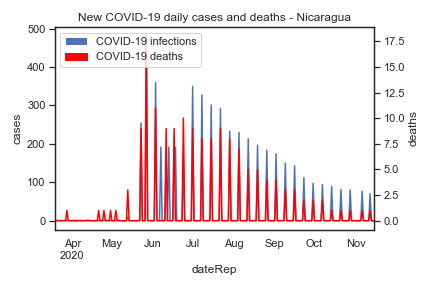 New COVID-19 daily cases and deaths - Nicaragua
COVID-19 infections
COVID-19 deaths
500
400
300
200
100
0
cases
17.5
15.0
12.5
10.0
7.5
5.0
2.5
0.0
deaths
Apr May Jun Jul Aug Sep Oct Nov
2020
dateRep